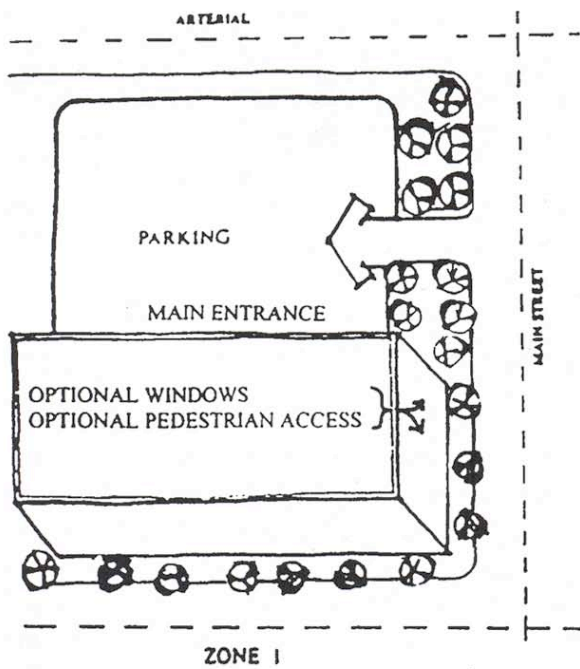 ARTERIAL
PARKING
MAIN STREET
MAIN ENTRANCE
OPTIONAL WINDOWS
OPTIONAL PEDESTRIAN ACCESS
ZONE 1